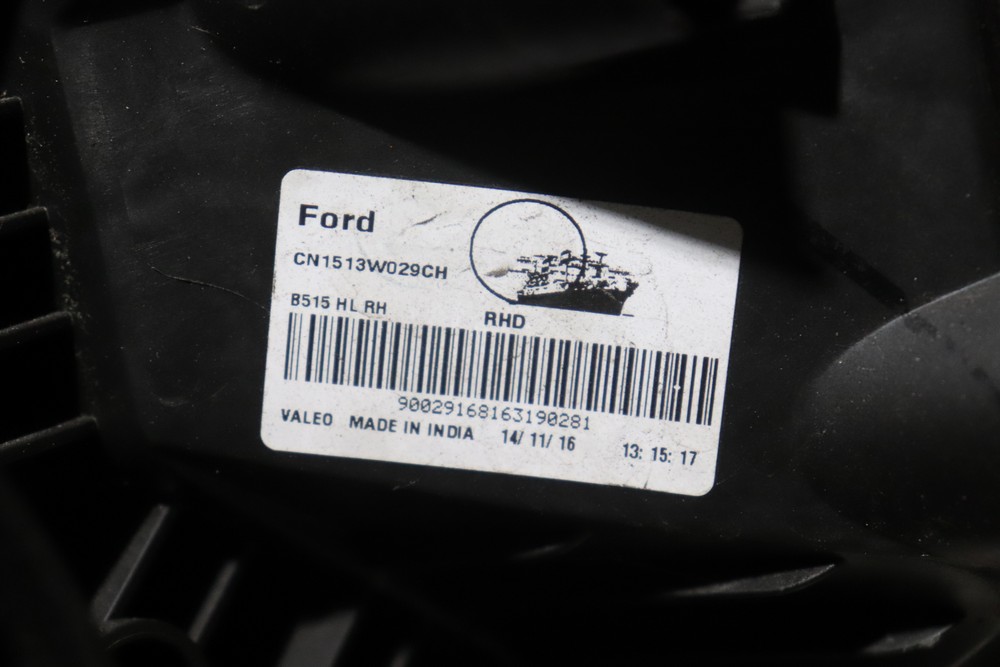 Ford
CN1513W029CH
B515 HL RH
RHD
90029168163190281
VALEO MADE IN INDIA 14/ 11/ 16 13: 15: 17